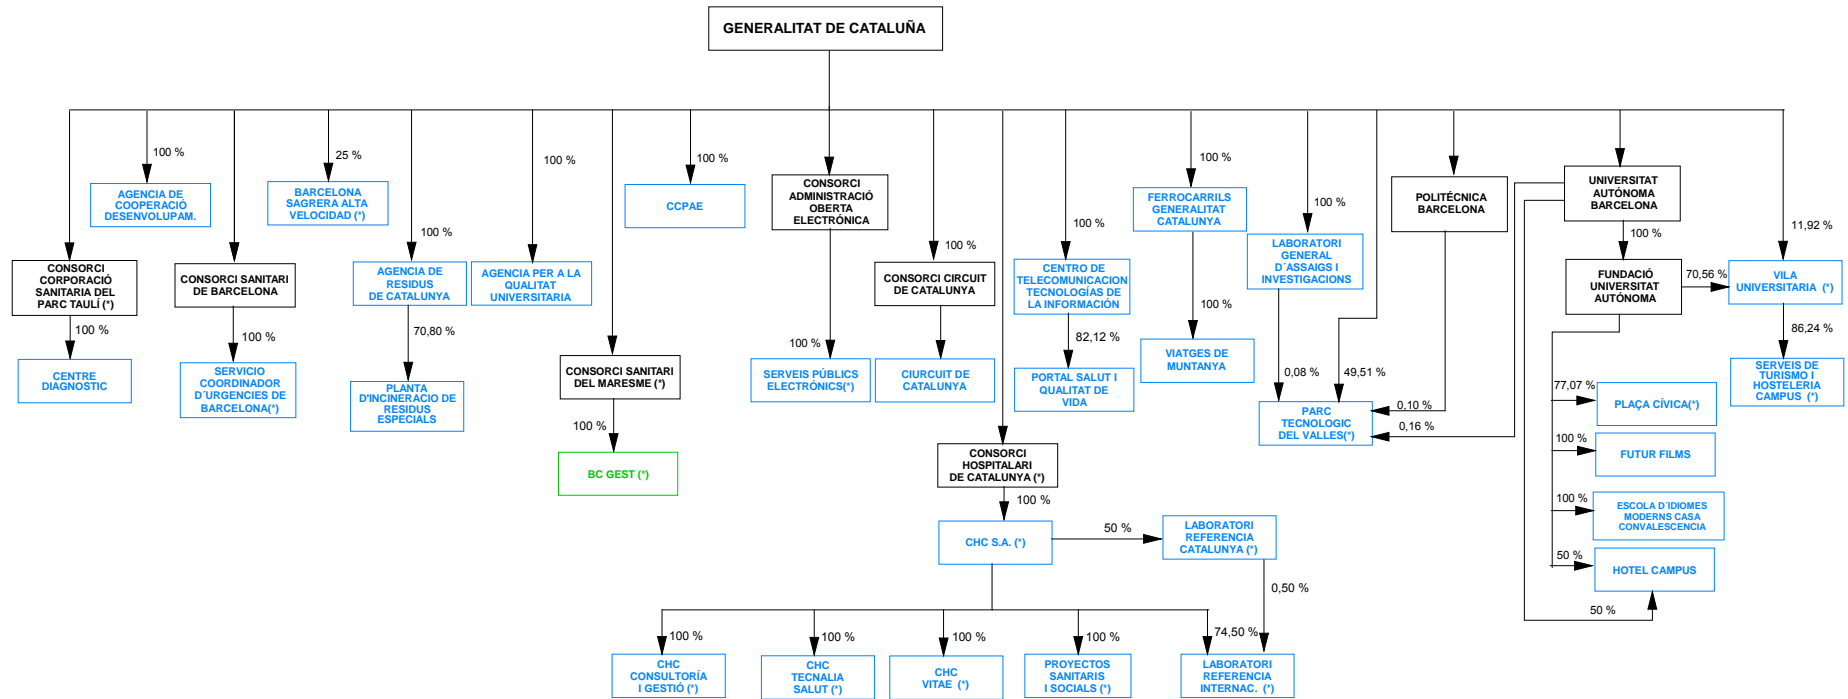 GENERALITAT DE CATALUÑA
100 %
AGENCIA DE
COOPERACIÓ
DESENVOLUPAM.
25 %
BARCELONA
SAGRERA ALTA
VELOCIDAD (*)
100 %
100 %
CCPAE
CONSORCI
ADMINISTRACIÓ
OBERTA
ELECTRÓNICA
100 %
FERROCARRILS
GENERALITAT
CATALUNYA
POLITÉCNICA
BARCELONA
UNIVERSITAT
AUTÓNOMA
BARCELONA
CONSORCI
CORPORACIÓ
SANITARIA DEL
PARC TAULÍ (*)
CONSORCI SANITARI
DE BARCELONA
100 %
AGENCIA DE
RESIDUS
DE CATALUNYA
AGENCIA PER A LA
QUALITAT
UNIVERSITARIA
100 %
CONSORCI CIRCUIT
DE CATALUNYA
100 %
CENTRO DE
TELECOMUNICACION
TECNOLOGÍAS DE
LA INFORMACIÓN
100 %
LABORATORI
GENERAL
D´ASSAIGS I
INVESTIGACIONS
100 %
FUNDACIÓ
UNIVERSITAT
AUTÓNOMA
70,56 %
11,92 %
VILA
UNIVERSITARIA  (*)
100 %
CENTRE
DIAGNOSTIC
100 %
SERVICIO
COORDINADOR
D´URGENCIES DE
BARCELONA(*)
70,80 %
PLANTA
D'INCINERACIO DE
RESIDUS
ESPECIALS
CONSORCI SANITARI
DEL MARESME (*)
100 %
SERVEIS PÚBLICS
ELECTRÓNICS(*)
CIURCUIT DE
CATALUNYA
82,12 %
PORTAL SALUT I
QUALITAT DE
VIDA
100 %
VIATGES DE
MUNTANYA
0,08 %
49,51 %
0,10 %
0,16 %
PARC
TECNOLOGIC
DEL VALLES(*)
86,24 %
SERVEIS DE
TURISMO I
HOSTELERIA
CAMPUS  (*)
77,07 %
PLAÇA CÍVICA(*)
100 %
FUTUR FILMS
100 %
ESCOLA D´IDIOMES
MODERNS CASA
CONVALESCENCIA
50 %
HOTEL CAMPUS
50 %
100 %
BC GEST (*)
CONSORCI
HOSPITALARI
DE CATALUNYA (*)
100 %
CHC S.A. (*)
50 %
LABORATORI
REFERENCIA
CATALUNYA (*)
0,50 %
100 %
CHC
CONSULTORÍA
I GESTIÓ (*)
100 %
CHC
TECNALIA
SALUT (*)
100 %
CHC
VITAE  (*)
100 %
PROYECTOS
SANITARIS
I SOCIALS (*)
74,50 %
LABORATORI
REFERENCIA
INTERNAC.  (*)